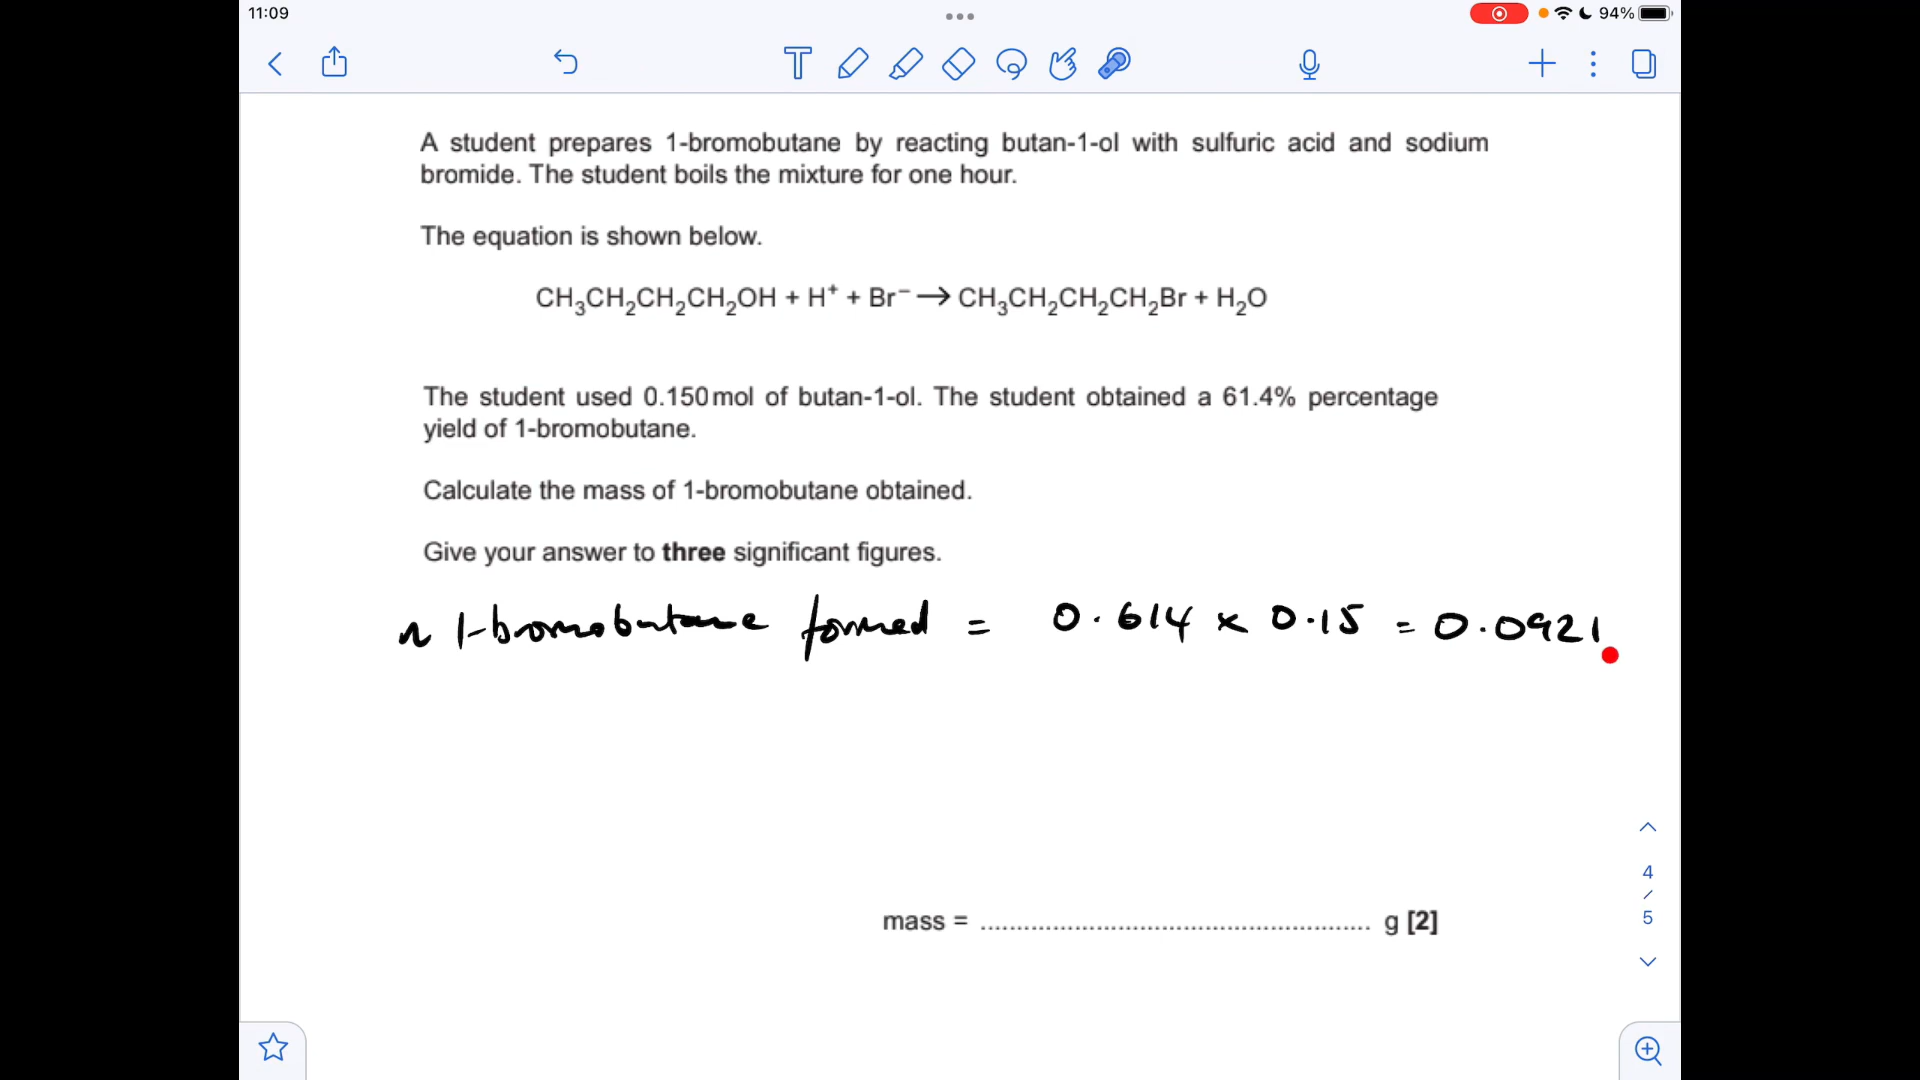 11:09
94%
A student prepares 1-bromobutane by reacting butan-1-ol with sulfuric acid and sodium
bromide. The student boils the mixture for one hour.
The equation is shown below.
CH₃CH₂CH₂CH₂OH + H⁺ + Br⁻ → CH₃CH₂CH₂CH₂Br + H₂O
The student used 0.150 mol of butan-1-ol. The student obtained a 61.4% percentage
yield of 1-bromobutane.
Calculate the mass of 1-bromobutane obtained.
Give your answer to three significant figures.
n 1-bromobutane formed = 0.614 × 0.15 = 0.0921
mass = .................................................... g [2]
4
/
5